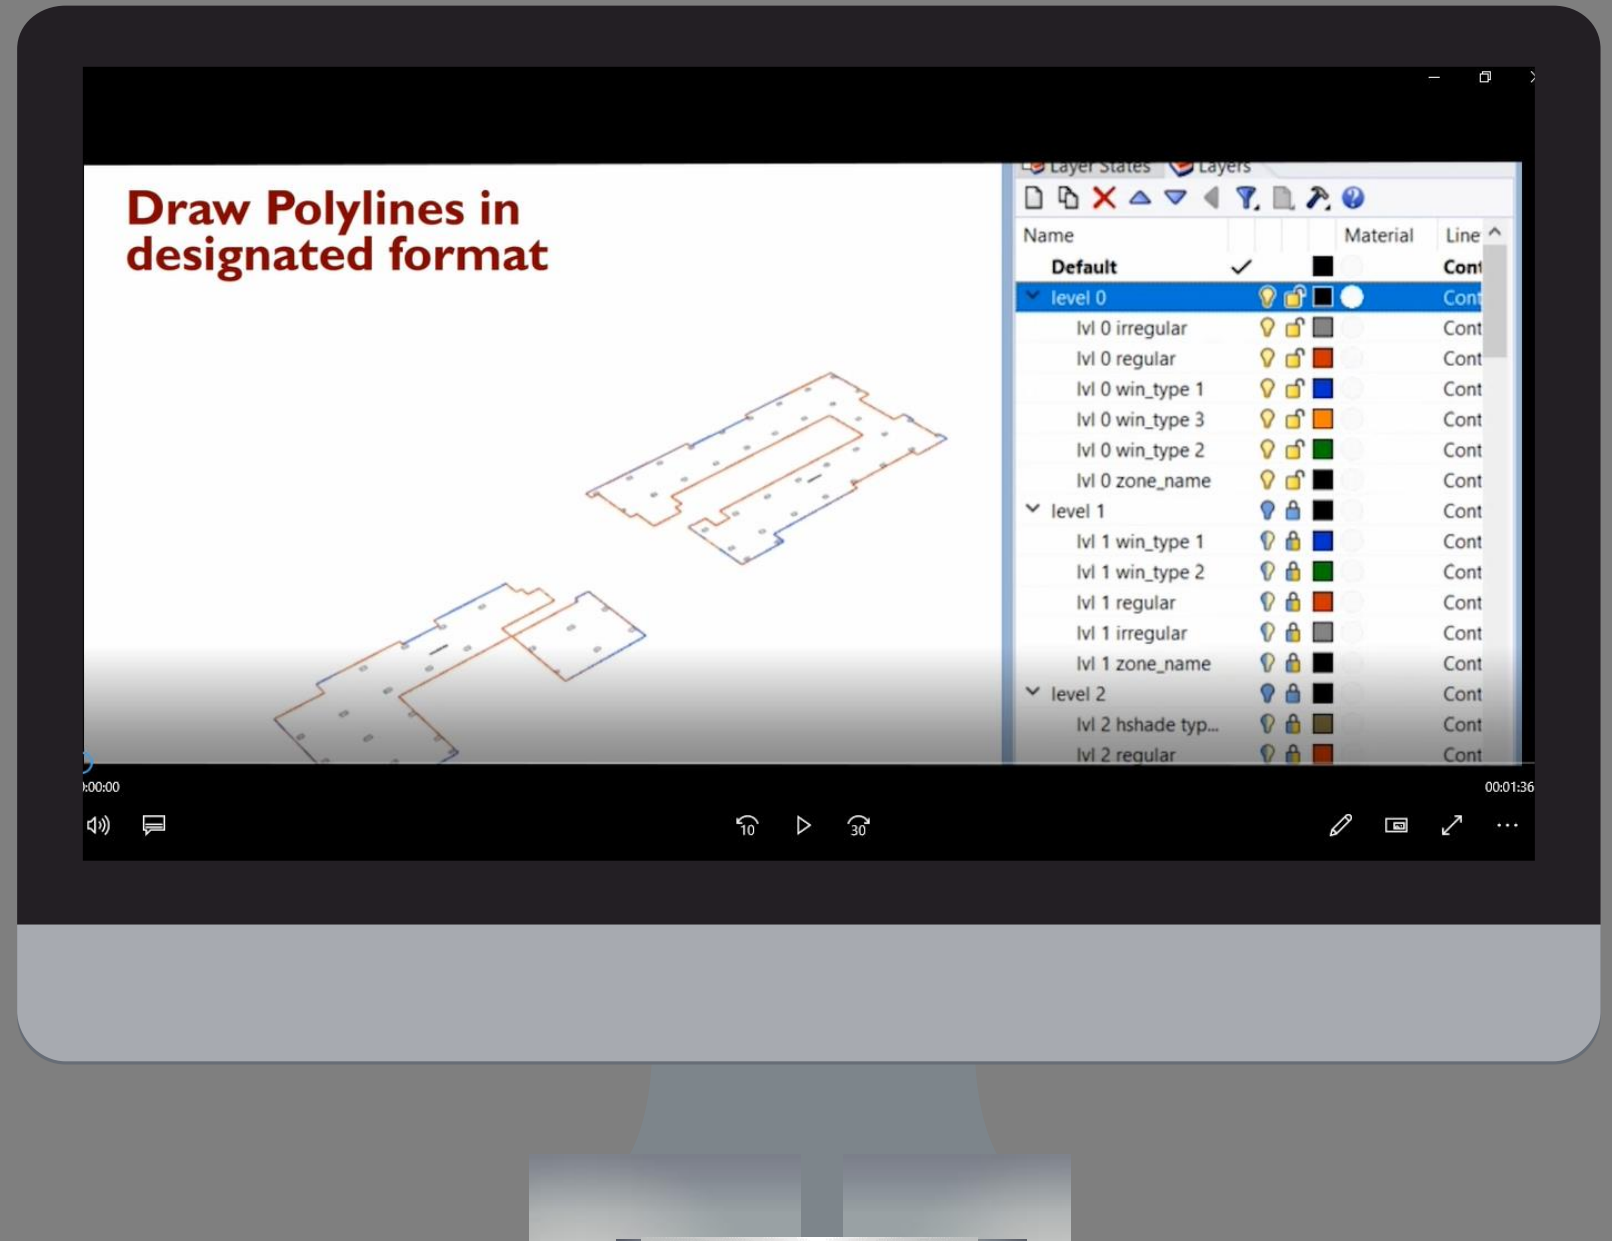 Draw Polylines in
designated format
Layer States Layers
Name Material Line
Default Cont
level 0 Cont
lvl 0 irregular Cont
lvl 0 regular Cont
lvl 0 win_type 1 Cont
lvl 0 win_type 3 Cont
lvl 0 win_type 2 Cont
lvl 0 zone_name Cont
level 1 Cont
lvl 1 win_type 1 Cont
lvl 1 win_type 2 Cont
lvl 1 regular Cont
lvl 1 irregular Cont
lvl 1 zone_name Cont
level 2 Cont
lvl 2 hshade typ... Cont
lvl 2 regular Cont
:00:00 00:01:36
10 30